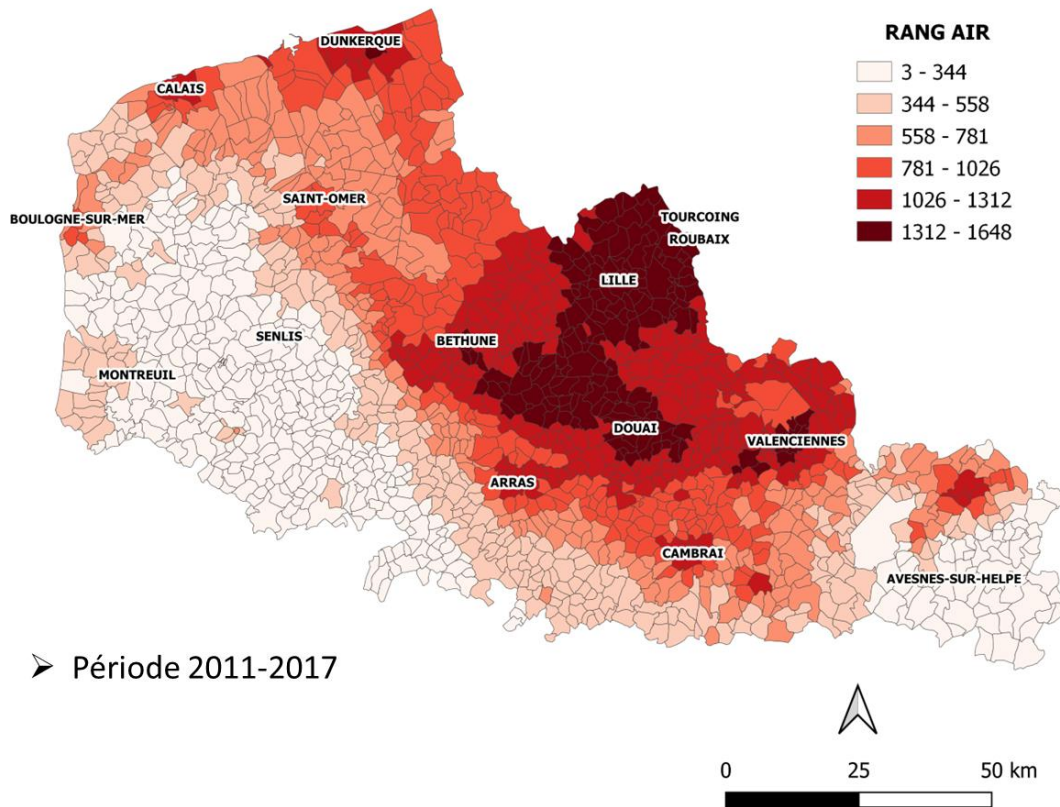 DUNKERQUE
CALAIS
SAINT-OMER
BOULOGNE-SUR-MER
TOURCOING
ROUBAIX
LILLE
SENLIS
BETHUNE
MONTREUIL
DOUAI
VALENCIENNES
ARRAS
CAMBRAI
AVESNES-SUR-HELPE
RANG AIR
3 - 344
344 - 558
558 - 781
781 - 1026
1026 - 1312
1312 - 1648
➢ Période 2011-2017
0 25 50 km